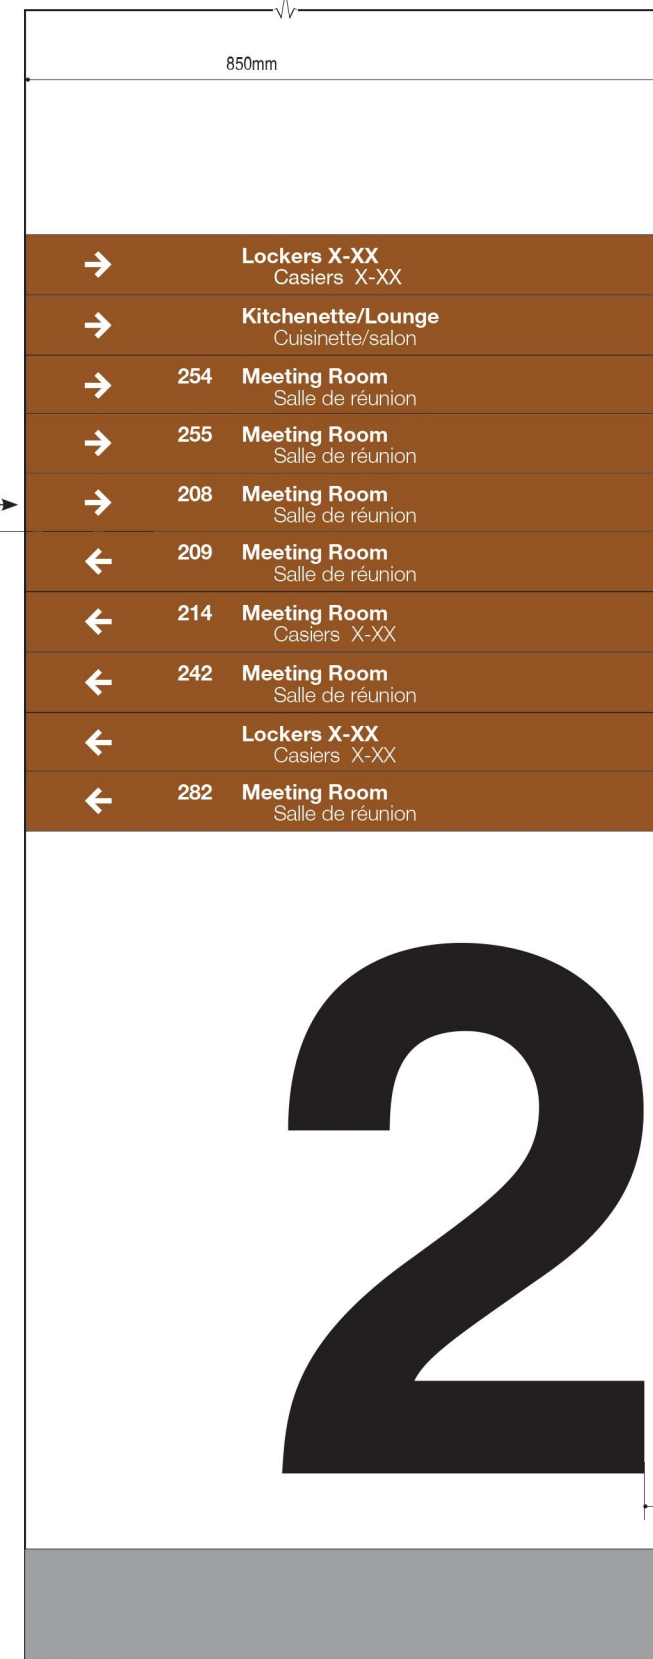 850mm
→ Lockers X-XX
Casiers X-XX
→ Kitchenette/Lounge
Cuisinette/salon
→ 254 Meeting Room
Salle de réunion
→ 255 Meeting Room
Salle de réunion
→ 208 Meeting Room
Salle de réunion
← 209 Meeting Room
Salle de réunion
← 214 Meeting Room
Casiers X-XX
← 242 Meeting Room
Salle de réunion
← Lockers X-XX
Casiers X-XX
← 282 Meeting Room
Salle de réunion
2